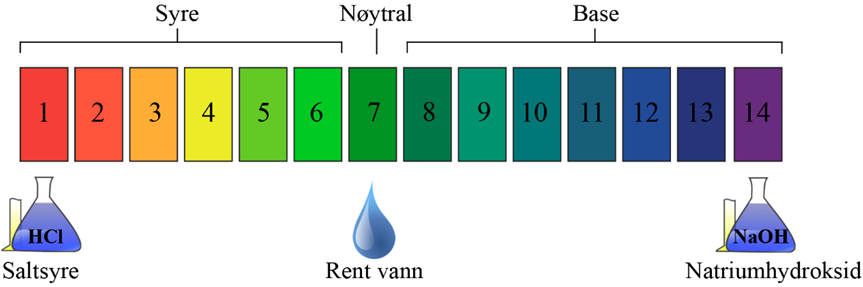 Syre Nøytral Base
1 2 3 4 5 6 7 8 9 10 11 12 13 14
HCl NaOH
Saltsyre Rent vann Natriumhydroksid